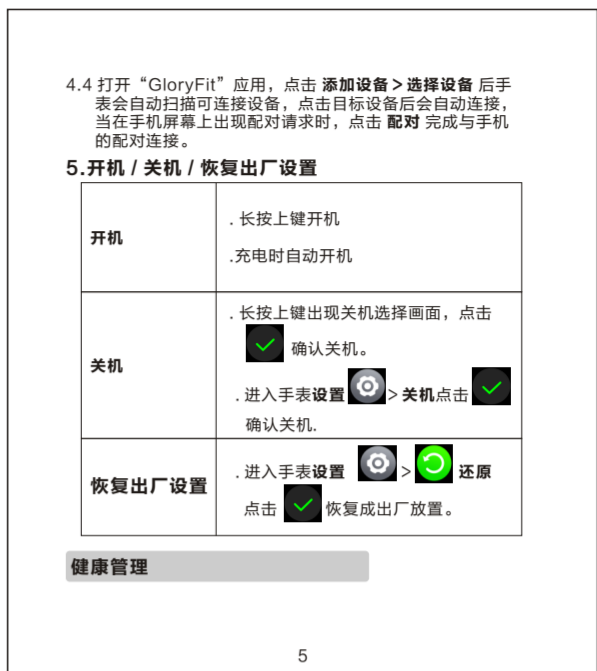 4.4 打开“GloryFit”应用，点击 添加设备 > 选择设备 后手
表会自动扫描可连接设备，点击目标设备后会自动连接，
当在手机屏幕上出现配对请求时，点击 配对 完成与手机
的配对连接。
5.开机 / 关机 / 恢复出厂设置
开机
. 长按上键开机
.充电时自动开机
关机
. 长按上键出现关机选择画面，点击
确认关机。
. 进入手表设置 > 关机点击
确认关机.
恢复出厂设置
. 进入手表设置 > 还原
点击 恢复成出厂放置。
健康管理
5